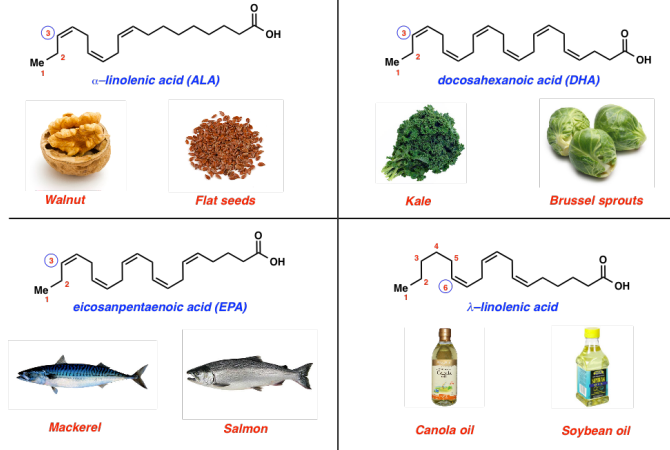 O
OH
3
2
Me
1
α–linolenic acid (ALA)
Walnut
Flat seeds
O
OH
3
2
Me
1
docosahexanoic acid (DHA)
Kale
Brussel sprouts
O
OH
3
2
Me
1
eicosanpentaenoic acid (EPA)
Mackerel
Salmon
O
OH
4
3
5
2
6
Me
1
λ–linolenic acid
Canola oil
Soybean oil